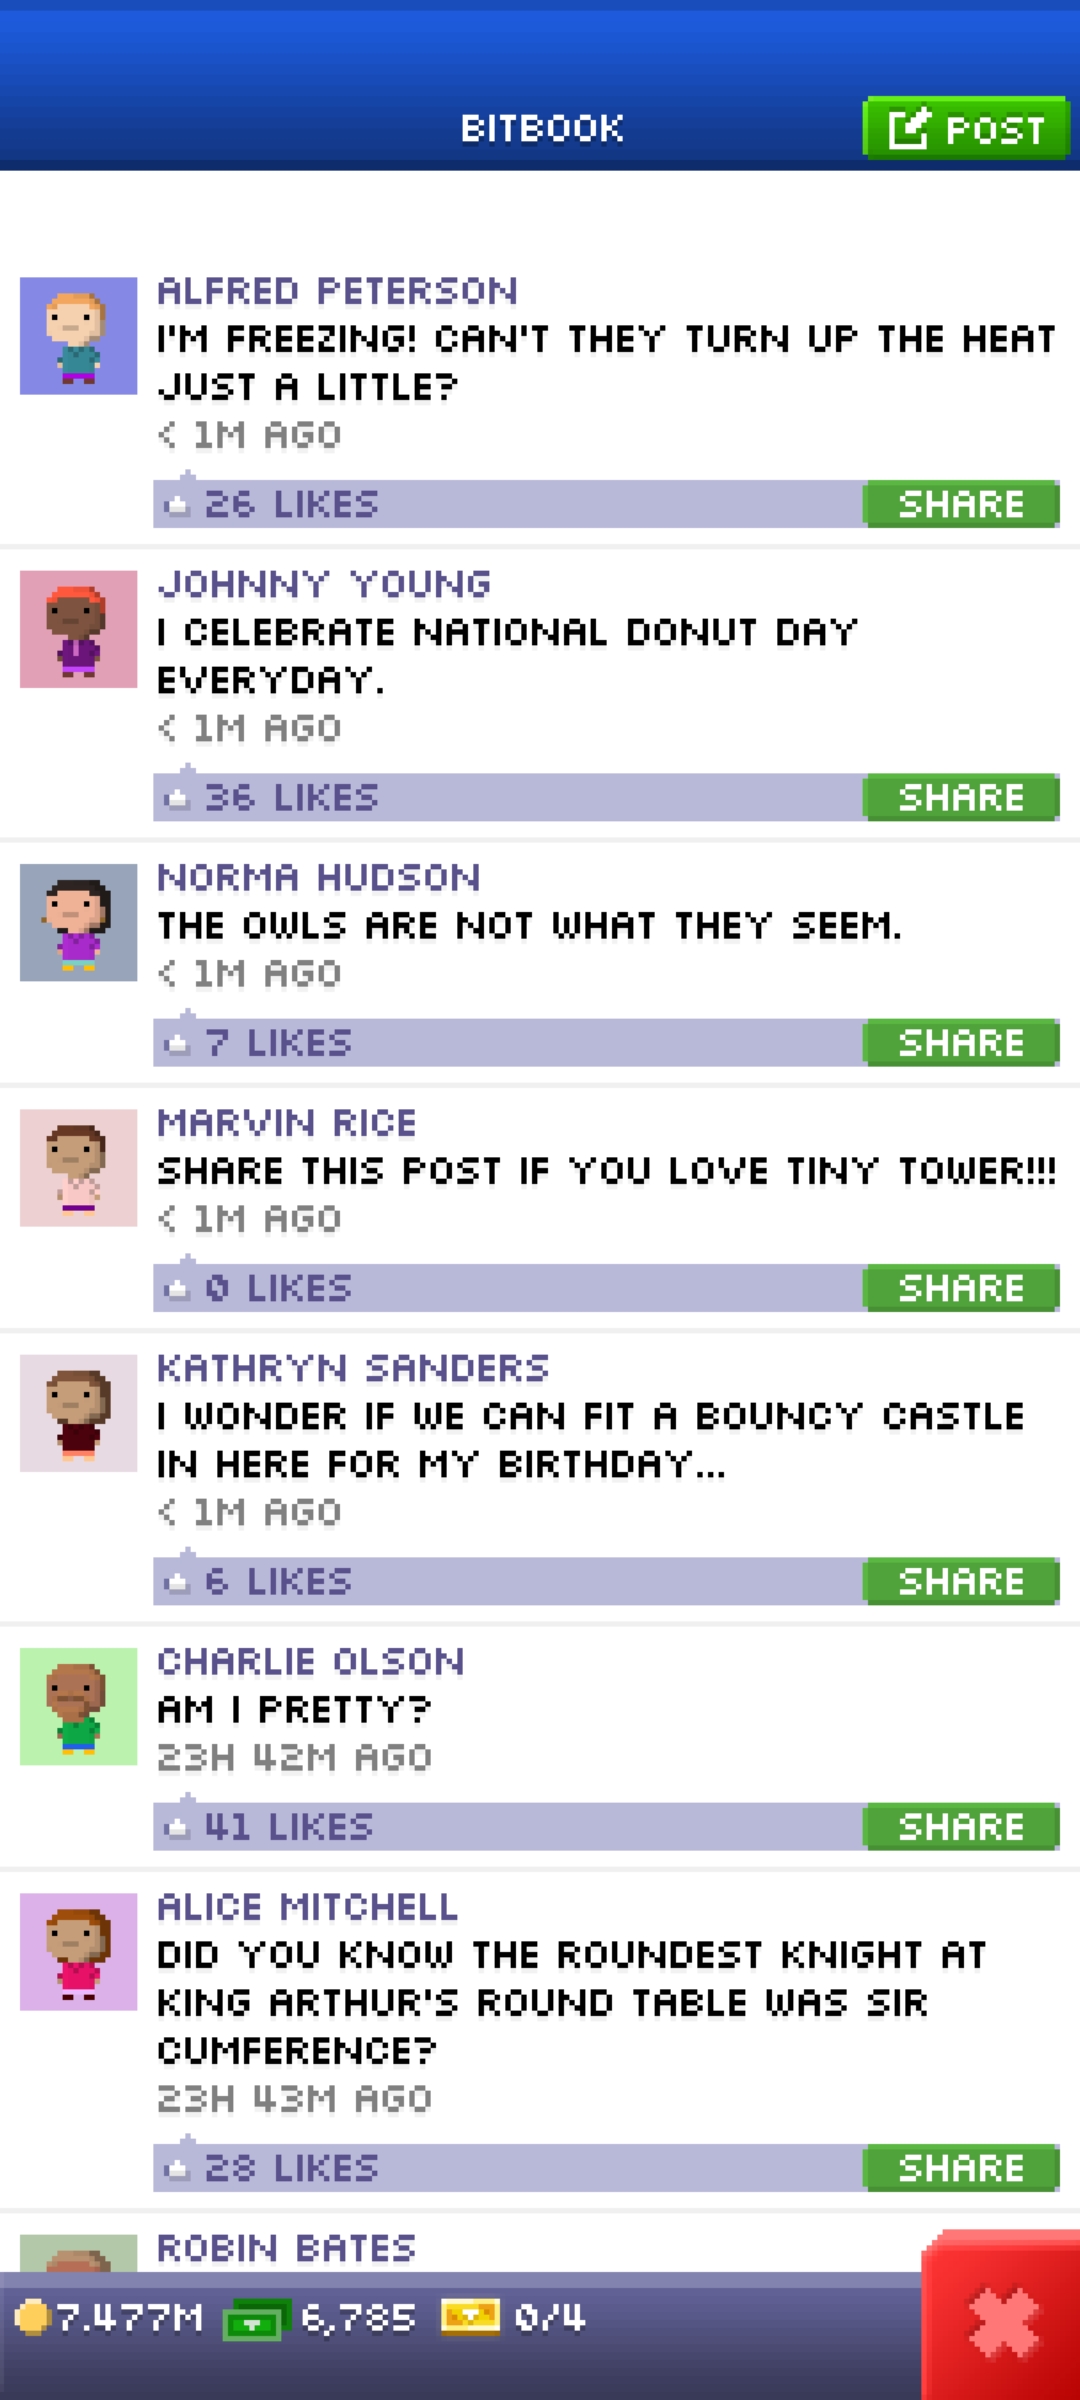 BITBOOK
POST
ALFRED PETERSON
I'M FREEZING! CAN'T THEY TURN UP THE HEAT
JUST A LITTLE?
< 1M AGO
26 LIKES
SHARE
JOHNNY YOUNG
I CELEBRATE NATIONAL DONUT DAY
EVERYDAY.
< 1M AGO
36 LIKES
SHARE
NORMA HUDSON
THE OWLS ARE NOT WHAT THEY SEEM.
< 1M AGO
7 LIKES
SHARE
MARVIN RICE
SHARE THIS POST IF YOU LOVE TINY TOWER!!!
< 1M AGO
0 LIKES
SHARE
KATHRYN SANDERS
I WONDER IF WE CAN FIT A BOUNCY CASTLE
IN HERE FOR MY BIRTHDAY...
< 1M AGO
6 LIKES
SHARE
CHARLIE OLSON
AM I PRETTY?
23H 42M AGO
41 LIKES
SHARE
ALICE MITCHELL
DID YOU KNOW THE ROUNDEST KNIGHT AT
KING ARTHUR'S ROUND TABLE WAS SIR
CUMFERENCE?
23H 43M AGO
28 LIKES
SHARE
ROBIN BATES
7.477M 6,785 0/4